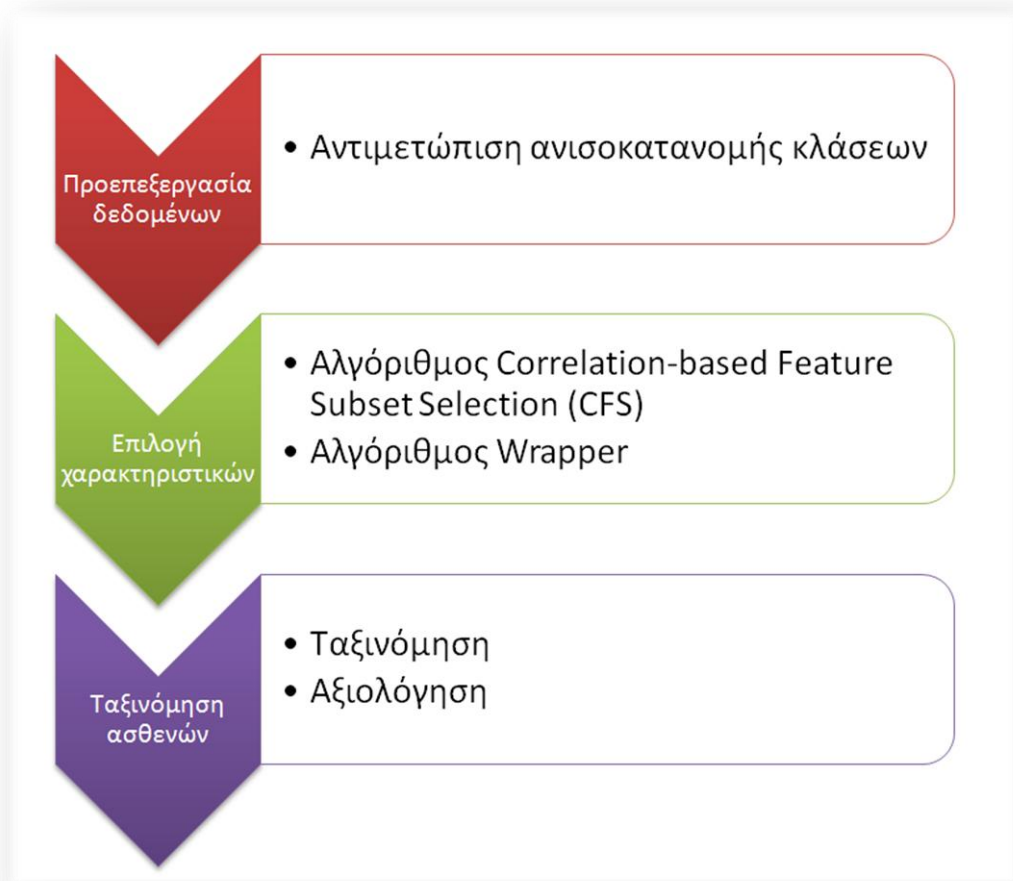 Προεπεξεργασία
δεδομένων
• Αντιμετώπιση ανισοκατανομής κλάσεων
Επιλογή
χαρακτηριστικών
• Αλγόριθμος Correlation-based Feature
Subset Selection (CFS)
• Αλγόριθμος Wrapper
Ταξινόμηση
ασθενών
• Ταξινόμηση
• Αξιολόγηση